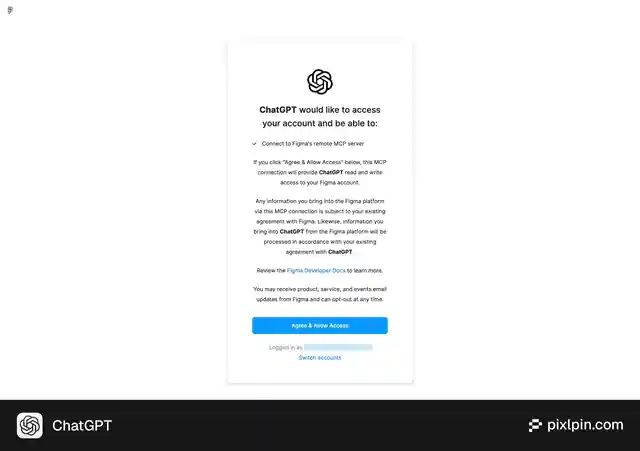 ChatGPT would like to access
your account and be able to:
Connect to Figma's remote MCP server
If you click "Agree & Allow Access" below, this MCP
connection will provide ChatGPT read and write
access to your Figma account.
Any information you bring into the Figma platform
via this MCP connection is subject to your existing
agreement with Figma. Likewise, information you
bring into ChatGPT from the Figma platform will be
processed in accordance with your existing
agreement with ChatGPT
Review the Figma Developer Docs to learn more.
You may receive product, service, and events email
updates from Figma and can opt-out at any time.
Agree & Allow Access
Logged in as
Switch accounts
ChatGPT
pixlpin.com